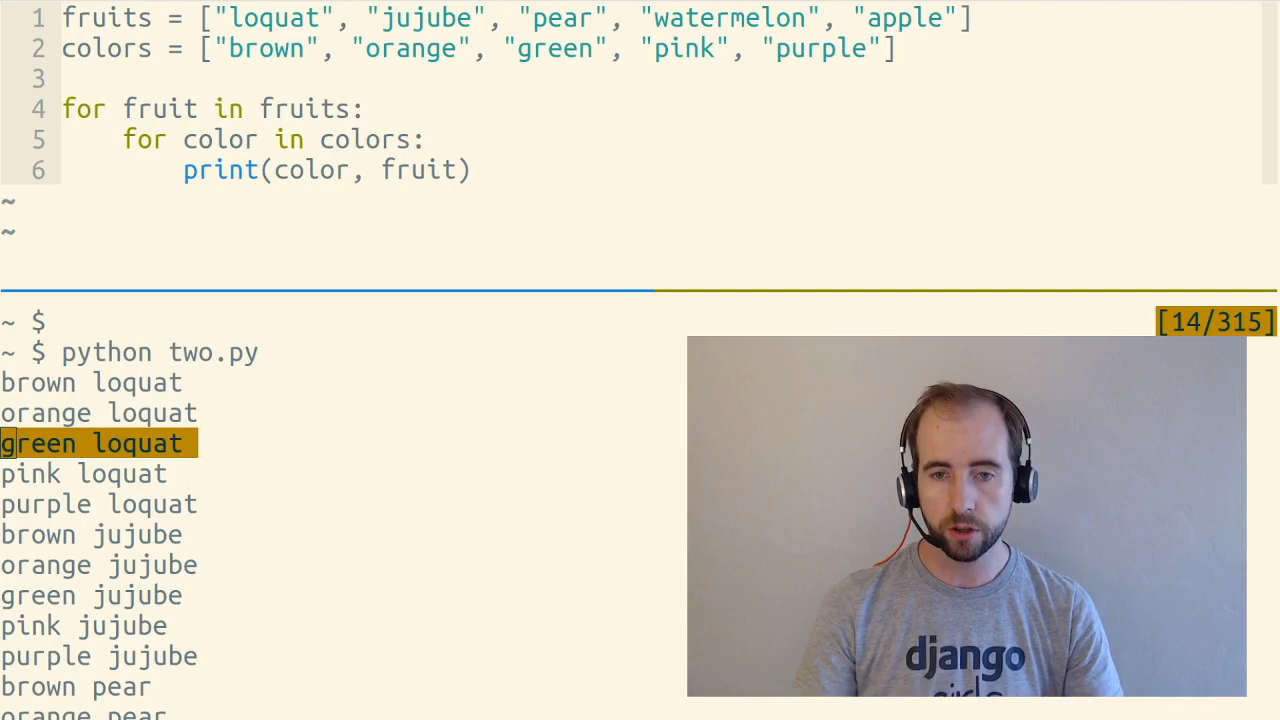 1 fruits = ["loquat", "jujube", "pear", "watermelon", "apple"]
2 colors = ["brown", "orange", "green", "pink", "purple"]
3
4 for fruit in fruits:
5     for color in colors:
6         print(color, fruit)
~
~
~ $
[14/315]
~ $ python two.py
brown loquat
orange loquat
green loquat
pink loquat
purple loquat
brown jujube
orange jujube
green jujube
pink jujube
purple jujube
brown pear
orange pear
django
girls